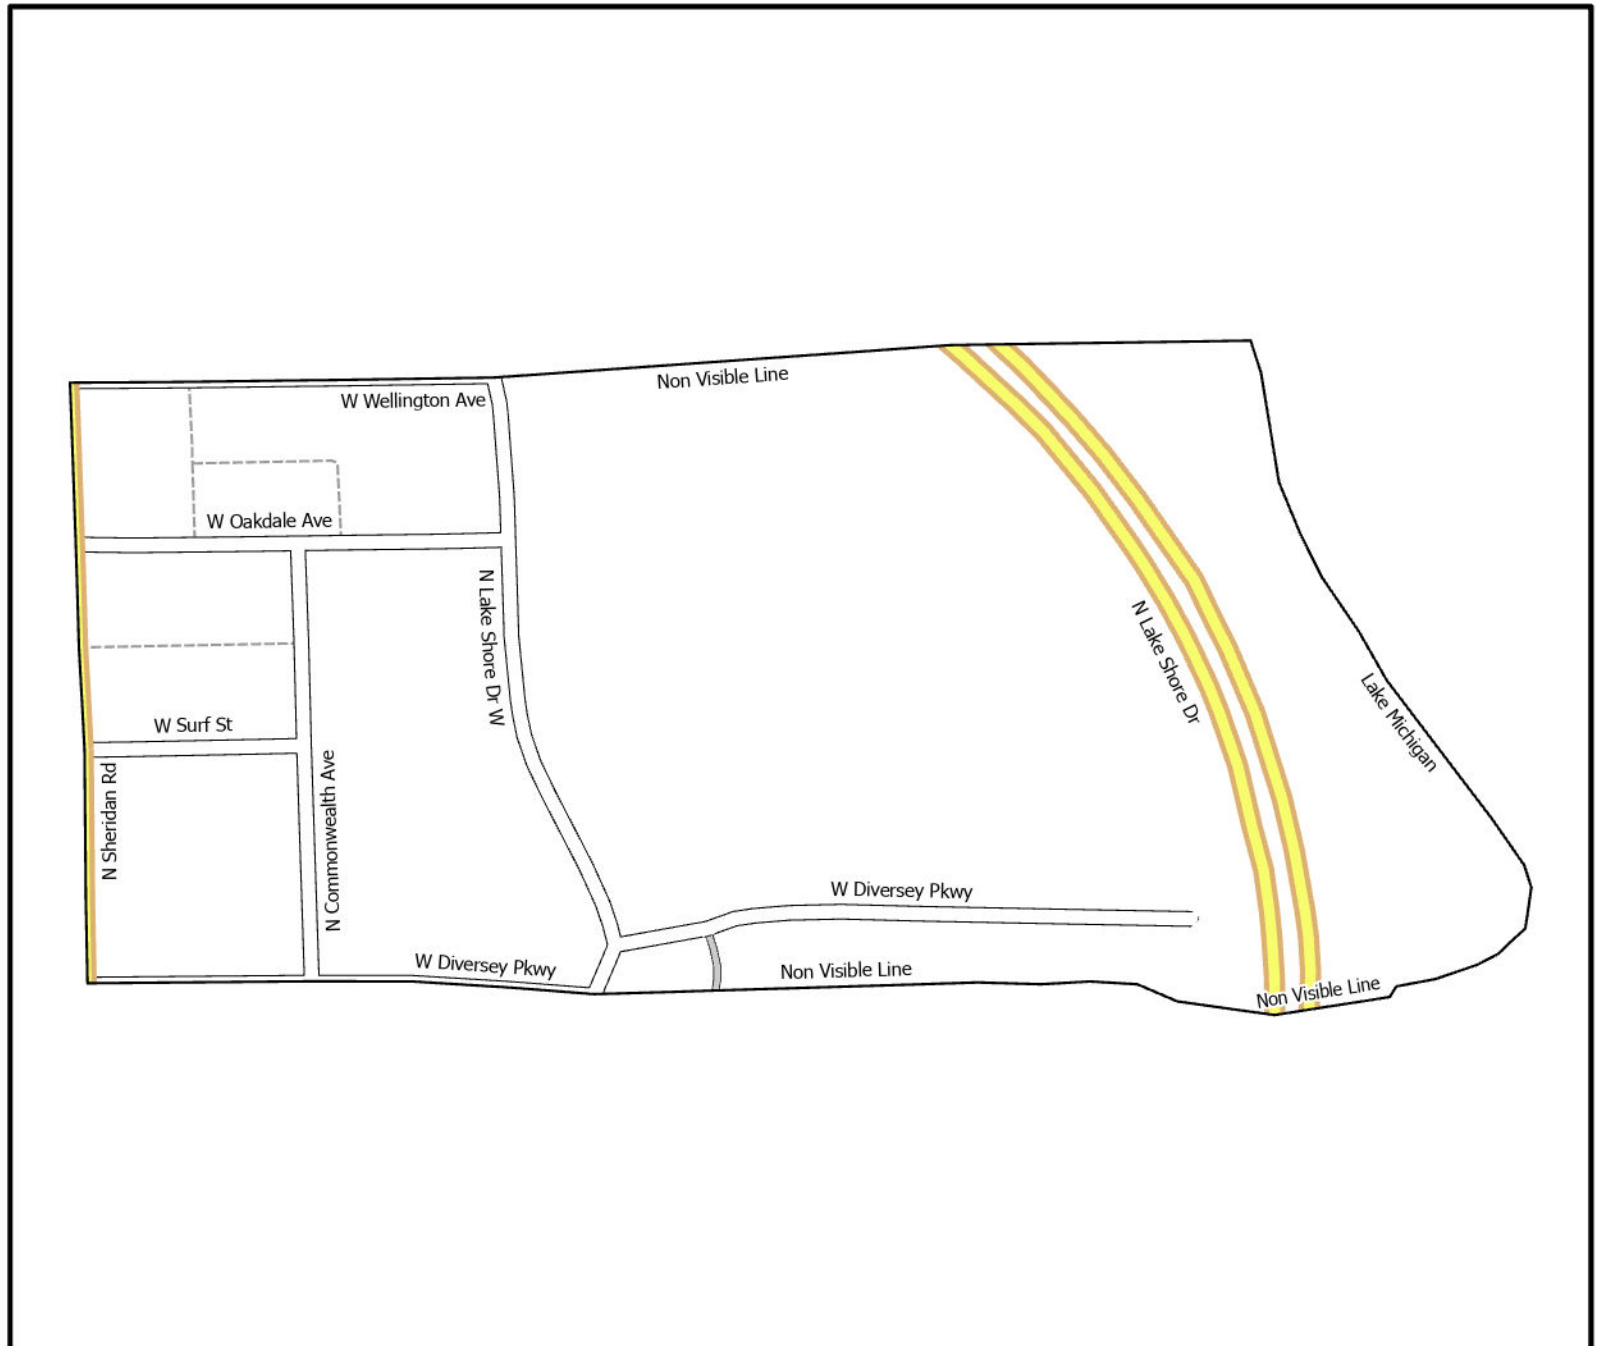 Non Visible Line
W Wellington Ave
W Oakdale Ave
N Lake Shore Dr W
N Lake Shore Dr
Lake Michigan
W Surf St
N Sheridan Rd
N Commonwealth Ave
W Diversey Pkwy
W Diversey Pkwy
Non Visible Line
Non Visible Line